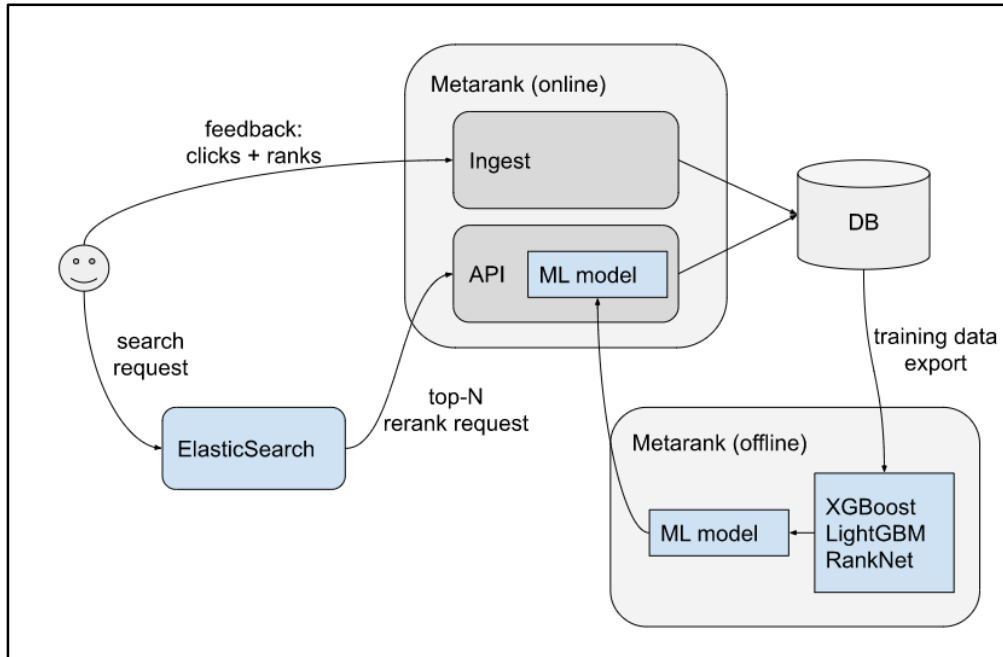 Metarank (online)
feedback:
clicks + ranks
Ingest
DB
API
ML model
search
request
top-N
rerank request
training data
export
ElasticSearch
Metarank (offline)
XGBoost
LightGBM
RankNet
ML model